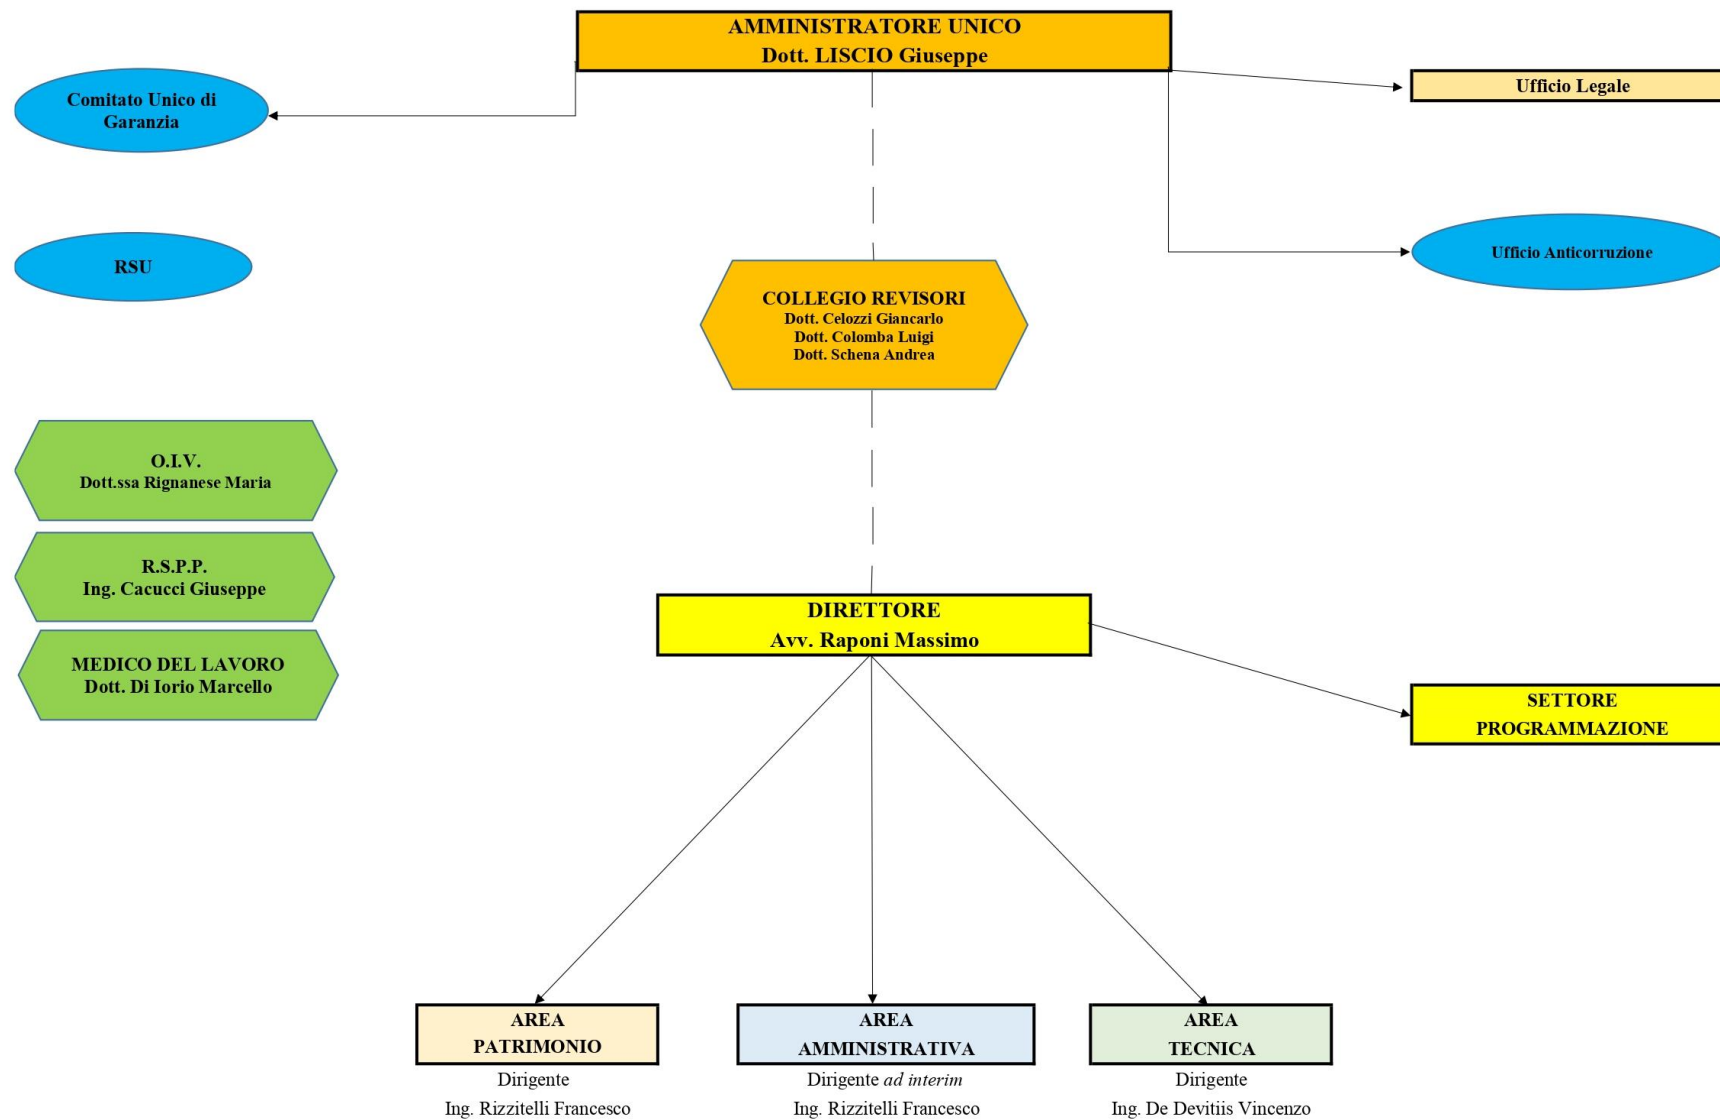 AMMINISTRATORE UNICO
Dott. LISCIO Giuseppe
Comitato Unico di
Garanzia
Ufficio Legale
RSU
Ufficio Anticorruzione
COLLEGIO REVISORI
Dott. Celozzi Giancarlo
Dott. Colomba Luigi
Dott. Schena Andrea
O.I.V.
Dott.ssa Rignanese Maria
R.S.P.P.
Ing. Cacucci Giuseppe
MEDICO DEL LAVORO
Dott. Di Iorio Marcello
DIRETTORE
Avv. Raponi Massimo
SETTORE
PROGRAMMAZIONE
AREA
PATRIMONIO
Dirigente
Ing. Rizzitelli Francesco
AREA
AMMINISTRATIVA
Dirigente ad interim
Ing. Rizzitelli Francesco
AREA
TECNICA
Dirigente
Ing. De Devitiis Vincenzo